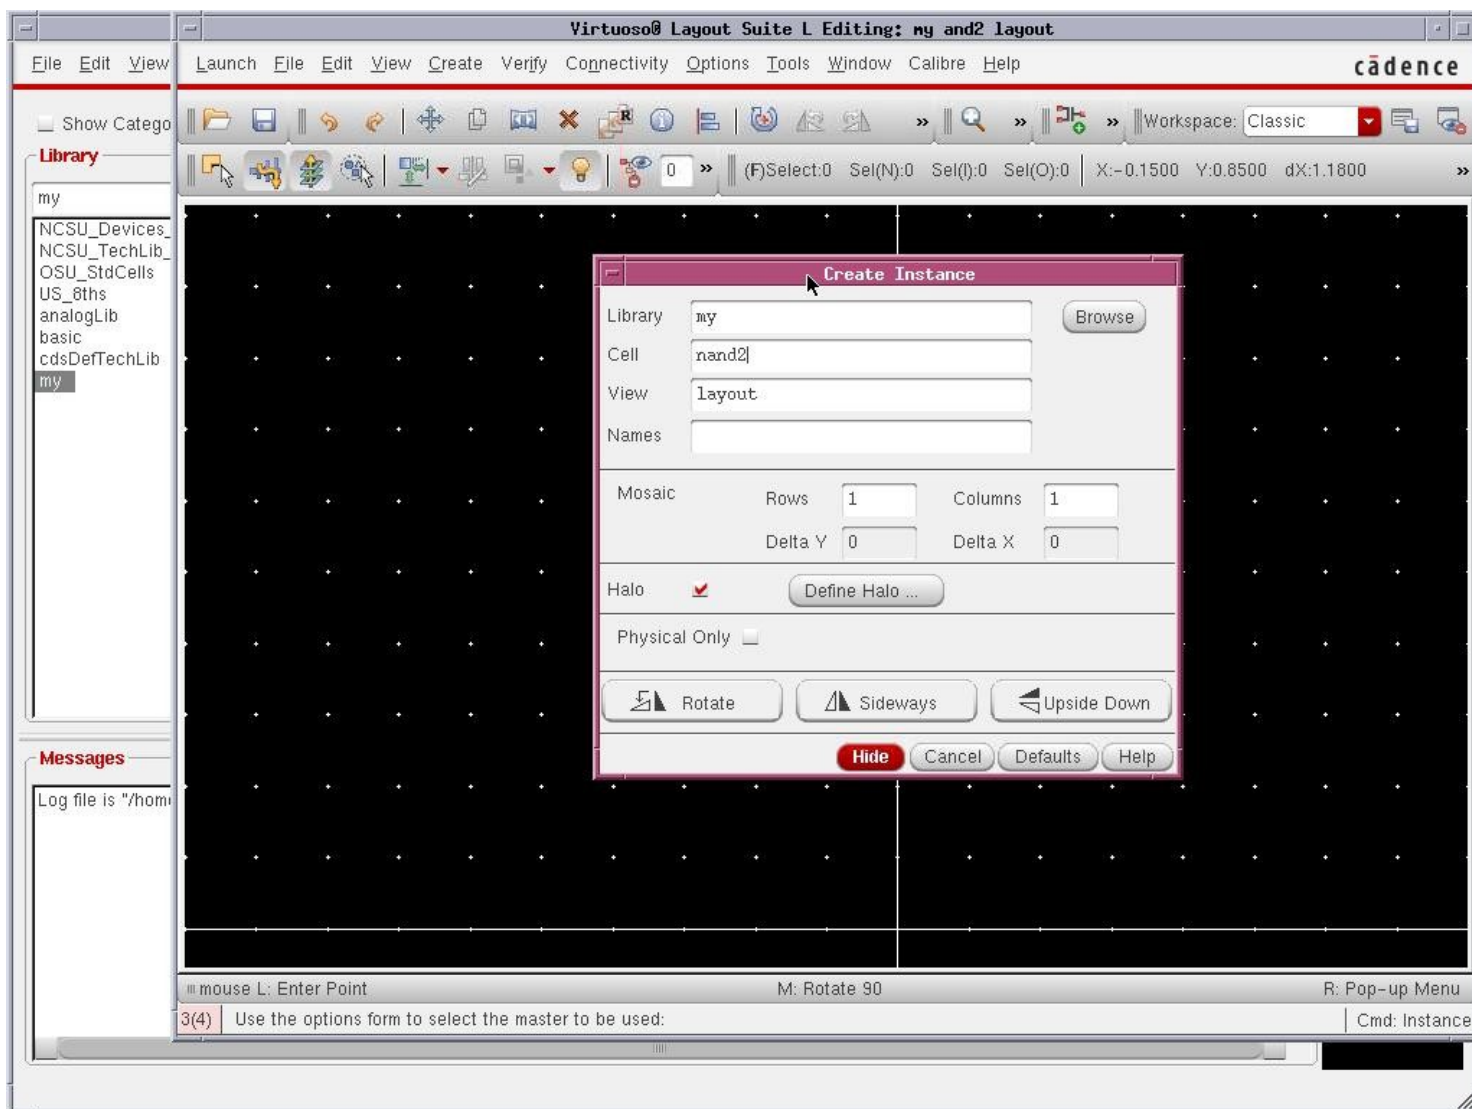 Virtuoso® Layout Suite L Editing: my and2 layout
File Edit View
Launch File Edit View Create Verify Connectivity Options Tools Window Calibre Help
cādence
Show Catego
R
Workspace: Classic
Library
0 » (F)Select:0 Sel(N):0 Sel(I):0 Sel(O):0 X:-0.1500 Y:0.8500 dX:1.1800 »
my
NCSU_Devices_
NCSU_TechLib_
OSU_StdCells
US_8ths
analogLib
basic
cdsDefTechLib
my
Create Instance
Library my Browse
Cell nand2
View layout
Names
Mosaic Rows 1 Columns 1
Delta Y 0 Delta X 0
Halo Define Halo ...
Physical Only
Rotate Sideways Upside Down
Hide Cancel Defaults Help
Messages
Log file is "/hom
mouse L: Enter Point M: Rotate 90 R: Pop-up Menu
3(4) Use the options form to select the master to be used: Cmd: Instance